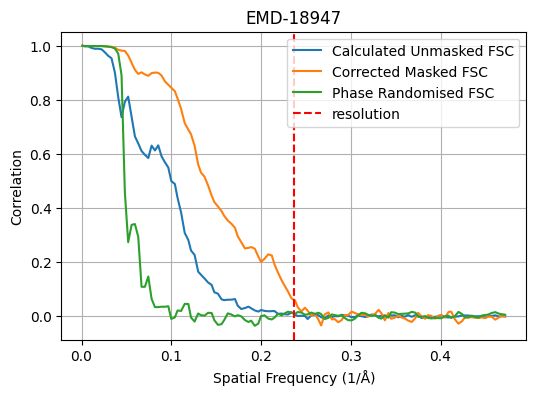 EMD-18947
Calculated Unmasked FSC
Corrected Masked FSC
Phase Randomised FSC
resolution
Correlation
1.0
0.8
0.6
0.4
0.2
0.0
0.0 0.1 0.2 0.3 0.4
Spatial Frequency (1/Å)